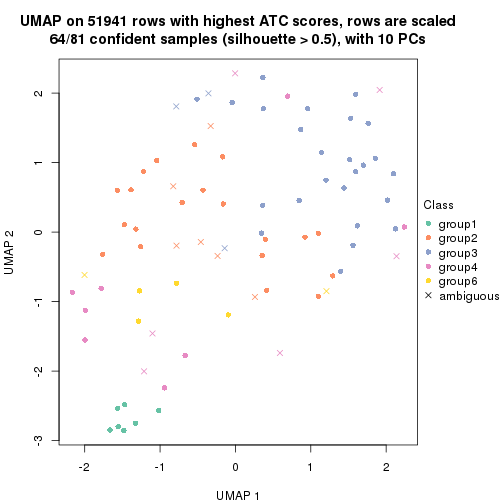 UMAP on 51941 rows with highest ATC scores, rows are scaled
64/81 confident samples (silhouette > 0.5), with 10 PCs
2
1
0
-1
-2
-3
UMAP 2
-2
-1
0
1
2
UMAP 1
Class
group1
group2
group3
group4
group6
ambiguous